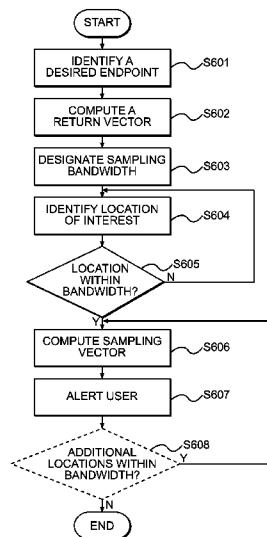 START
IDENTIFY A
DESIRED ENDPOINT
S601
COMPUTE A
RETURN VECTOR
S602
DESIGNATE SAMPLING
BANDWIDTH
S603
IDENTIFY LOCATION
OF INTEREST
S604
S605
LOCATION
WITHIN
BANDWIDTH?
N
Y
COMPUTE SAMPLING
VECTOR
S606
ALERT USER
S607
S608
ADDITIONAL
LOCATIONS WITHIN
BANDWIDTH?
Y
N
END